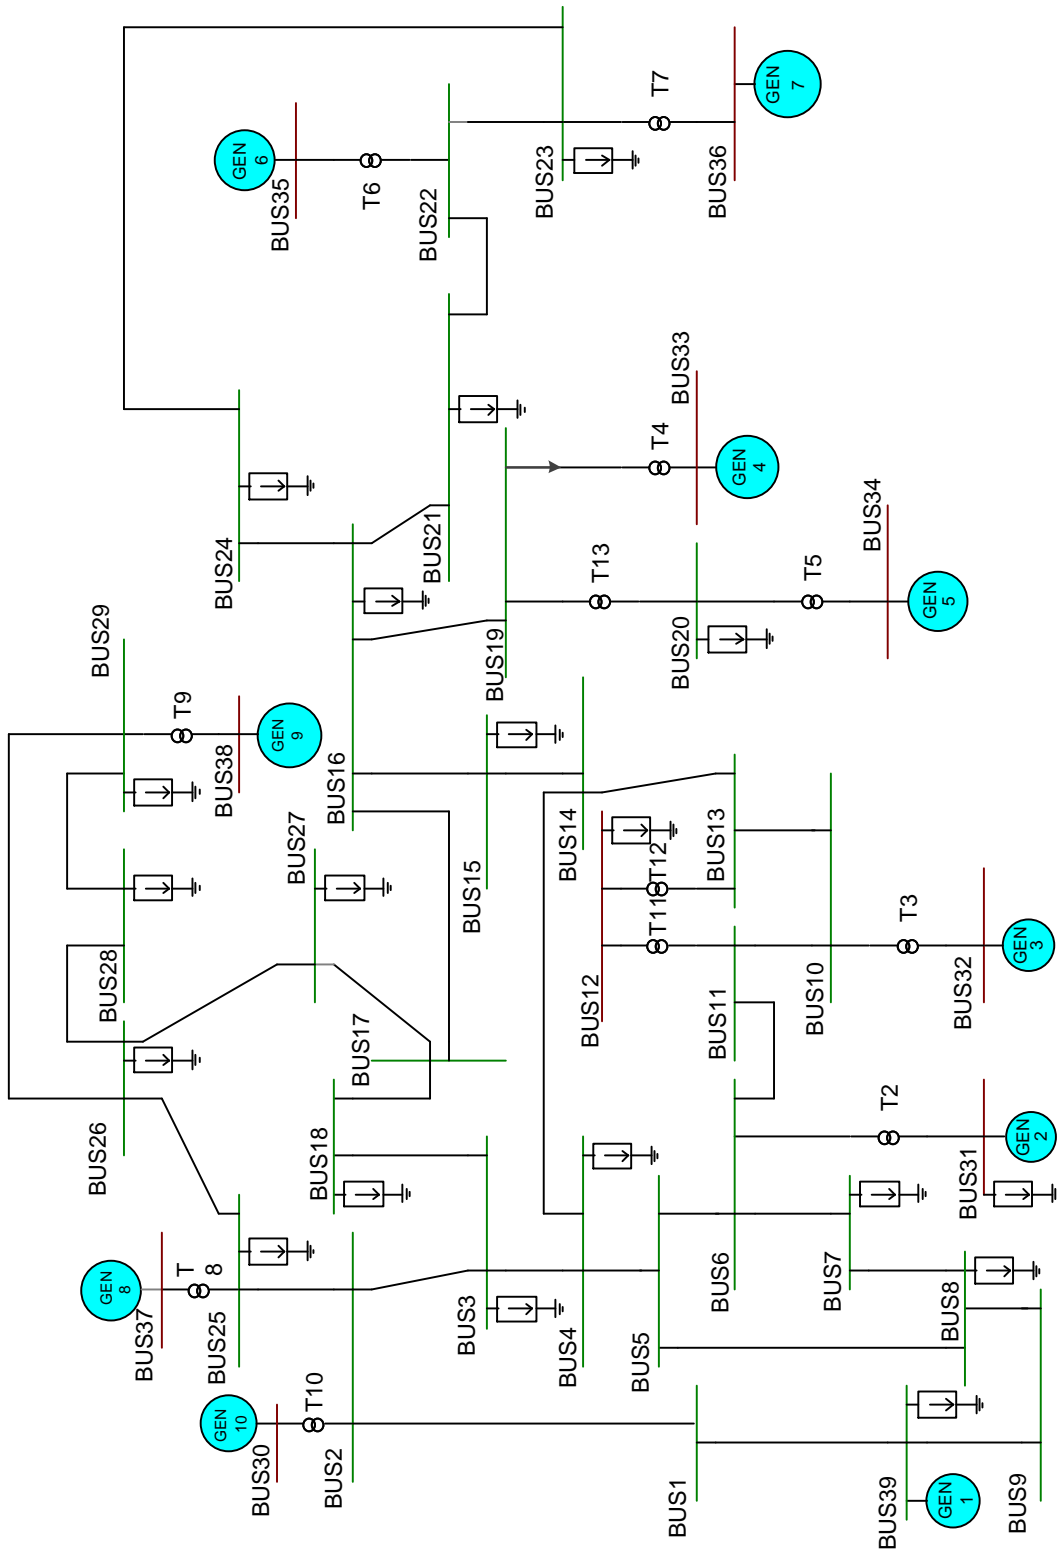 T7
GEN
7
BUS36
BUS23
GEN
6
BUS35
T6
BUS22
BUS33
T4
GEN
4
BUS21
BUS24
BUS34
T13
T5
GEN
5
BUS20
BUS19
BUS29
T9
BUS38
GEN
9
BUS16
BUS27
BUS15
BUS14
BUS13
T12
T11
BUS12
T3
GEN
3
BUS32
BUS10
BUS11
BUS28
BUS26
BUS17
BUS18
T2
GEN
2
BUS31
BUS6
BUS7
BUS8
GEN
8
T
8
BUS37
BUS25
BUS3
BUS4
BUS5
GEN
10
T10
BUS30
BUS2
BUS1
BUS39
GEN
1
BUS9